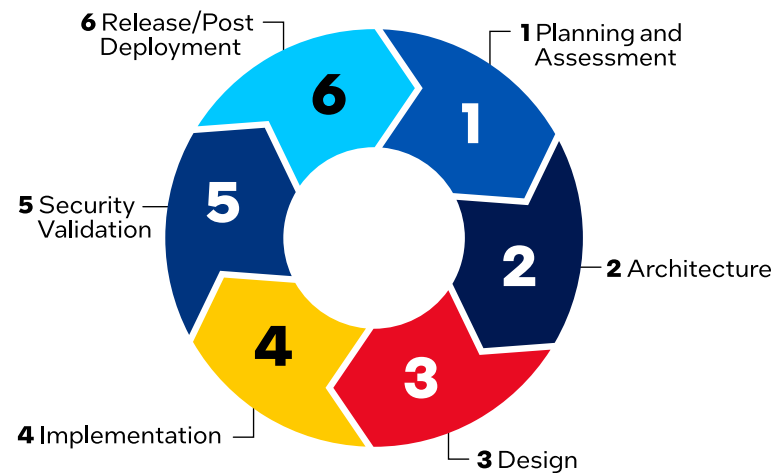 6 Release/Post
Deployment
1 Planning and
Assessment
6
1
5
5 Security
Validation
2
2 Architecture
4
3
4 Implementation
3 Design